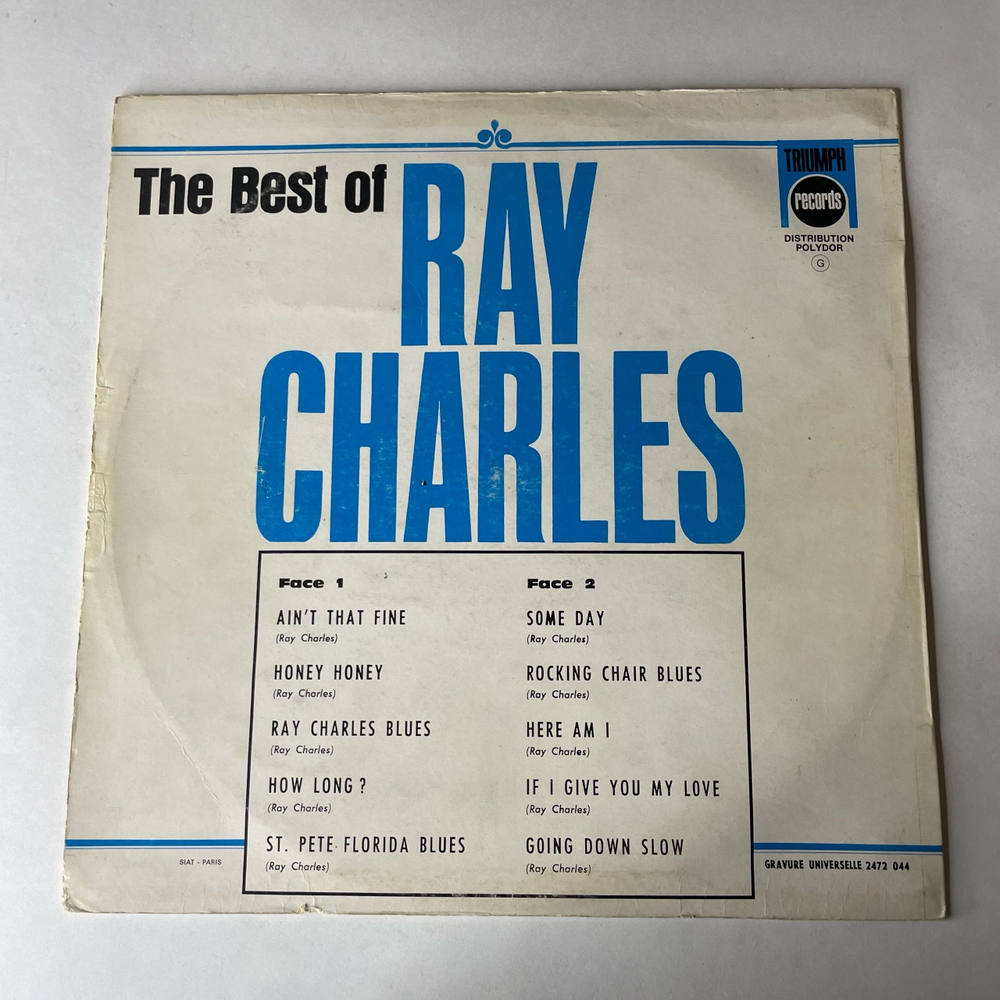 The Best of RAY
CHARLES
TRIUMPH
records
DISTRIBUTION
POLYDOR
G
Face 1
AIN'T THAT FINE
(Ray Charles)
HONEY HONEY
(Ray Charles)
RAY CHARLES BLUES
(Ray Charles)
HOW LONG ?
(Ray Charles)
ST. PETE FLORIDA BLUES
(Ray Charles)
Face 2
SOME DAY
(Ray Charles)
ROCKING CHAIR BLUES
(Ray Charles)
HERE AM I
(Ray Charles)
IF I GIVE YOU MY LOVE
(Ray Charles)
GOING DOWN SLOW
(Ray Charles)
SIAT - PARIS
GRAVURE UNIVERSELLE 2472 044